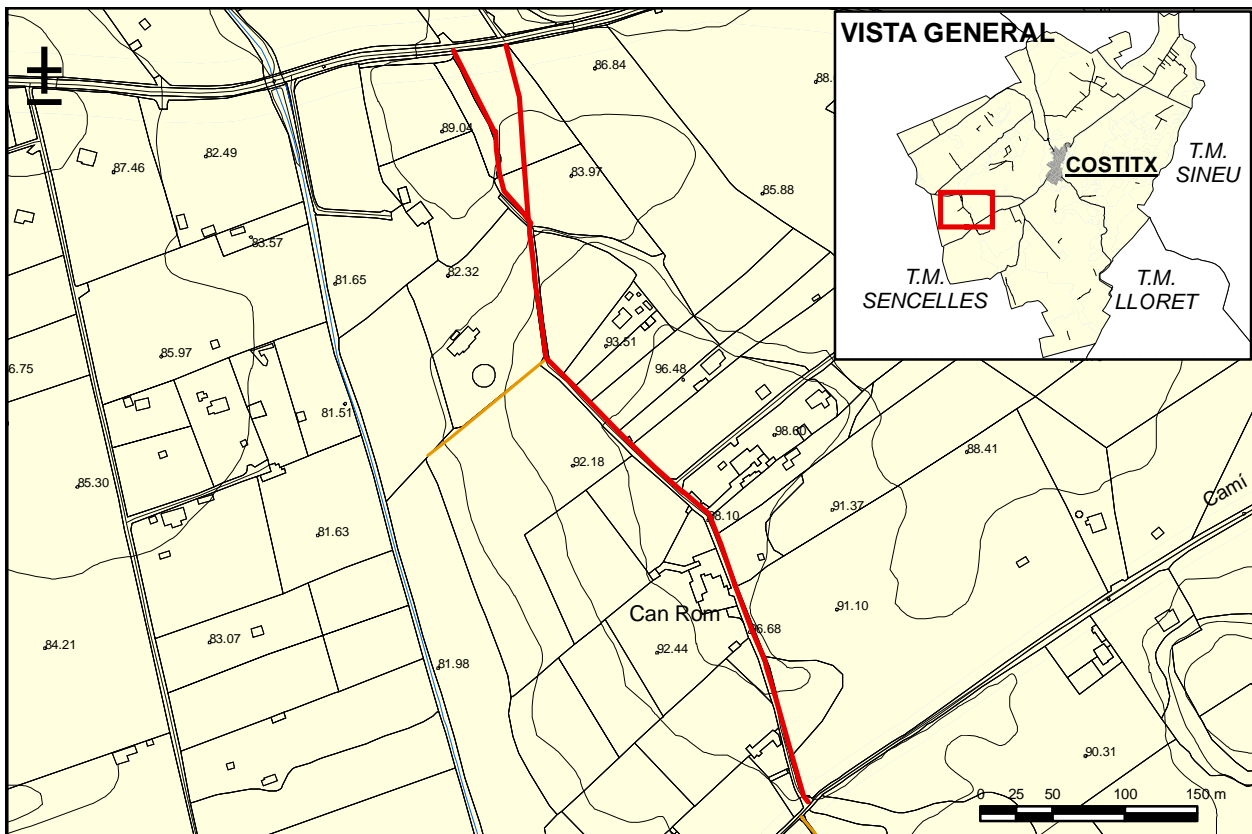 VISTA GENERAL
COSTITX
T.M.
SINEU
T.M.
SENCELLES
T.M.
LLORET
86.84
88.
89.04
87.46
82.49
83.97
85.88
83.57
81.65
82.32
93.51
85.97
6.75
96.48
81.51
98.60
88.41
92.18
85.30
91.37
Camí
98.10
81.63
Can Rom
91.10
96.68
84.21
83.07
92.44
81.98
90.31
0 25 50 100 150 m